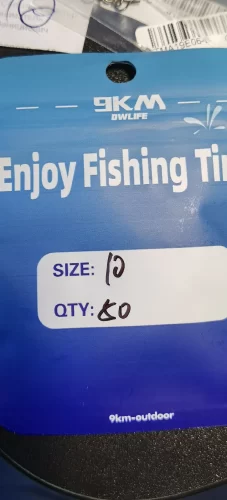 9KM
DWLIFE
Enjoy Fishing Ti
SIZE: 10
QTY: 50
9km-outdoor